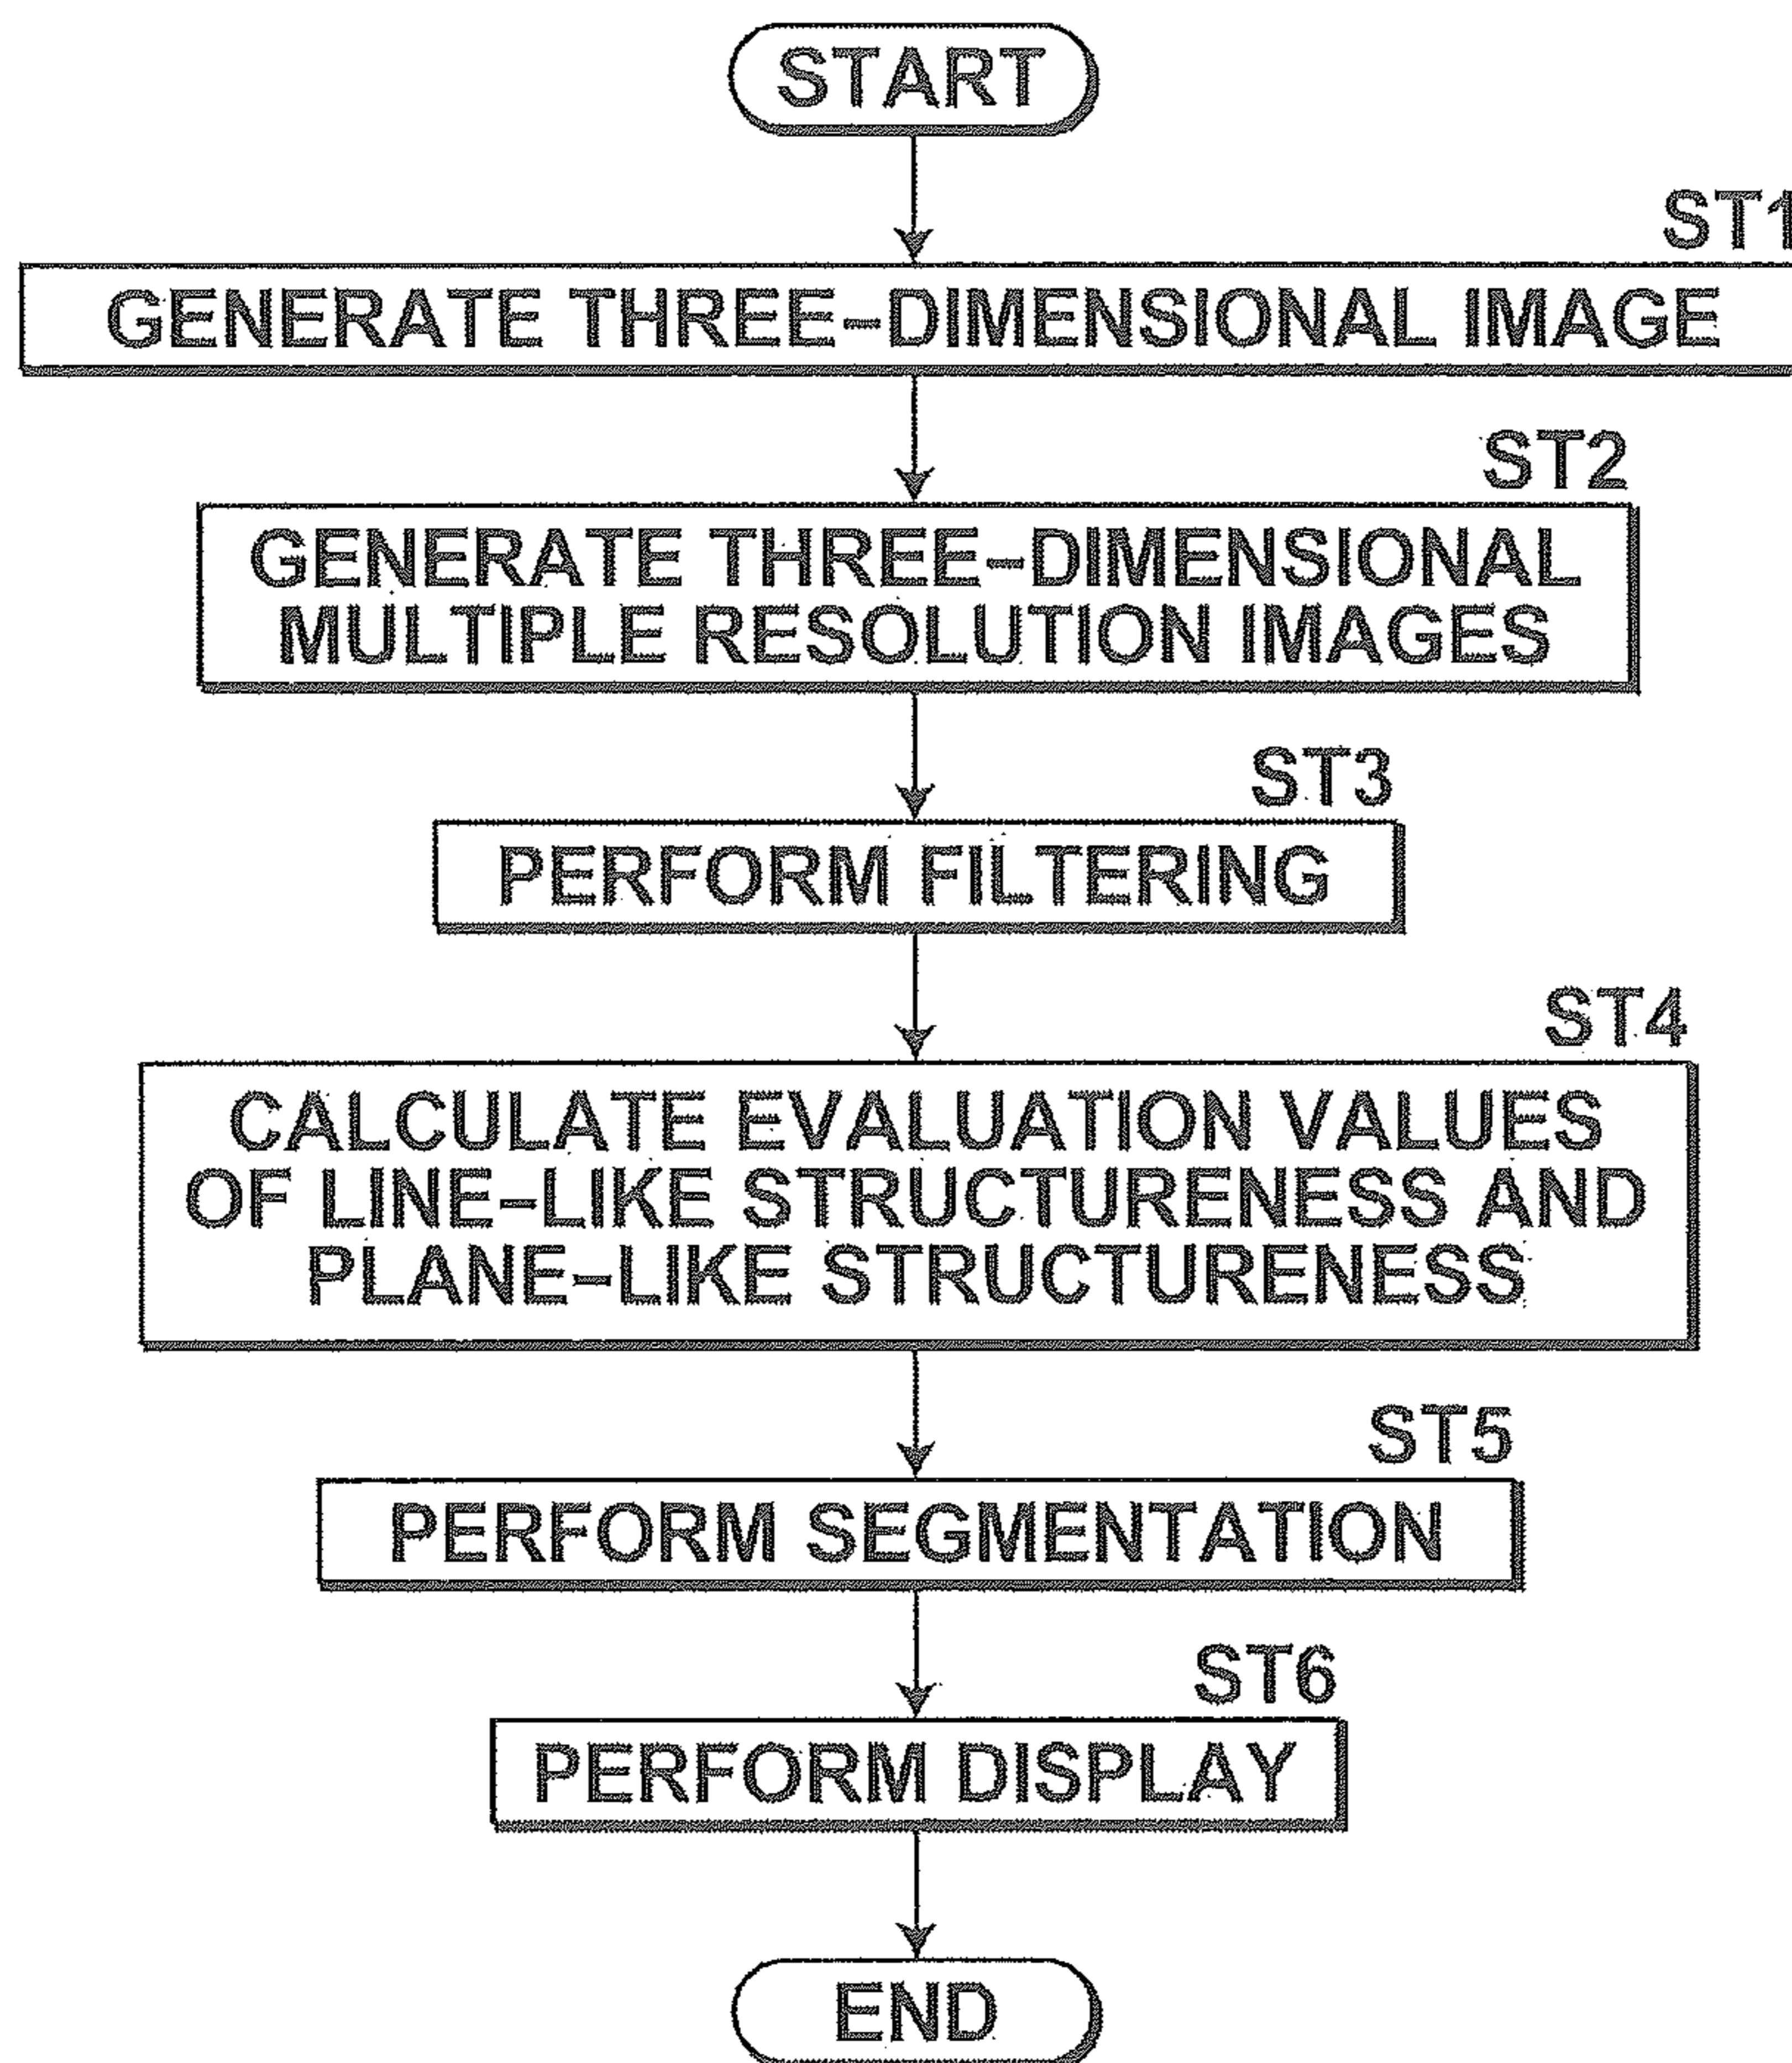 START
ST1
GENERATE THREE-DIMENSIONAL IMAGE
ST2
GENERATE THREE-DIMENSIONAL
MULTIPLE RESOLUTION IMAGES
ST3
PERFORM FILTERING
ST4
CALCULATE EVALUATION VALUES
OF LINE-LIKE STRUCTURENESS AND
PLANE-LIKE STRUCTURENESS
ST5
PERFORM SEGMENTATION
ST6
PERFORM DISPLAY
END